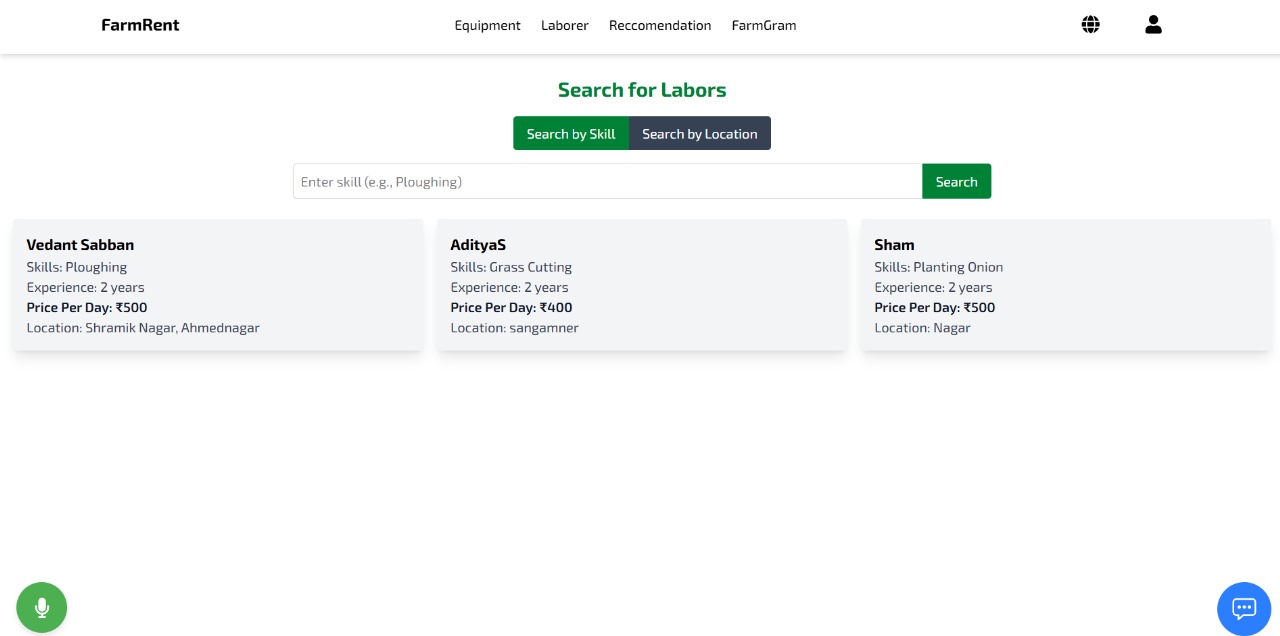 FarmRent
Equipment Laborer Reccomendation FarmGram
Search for Labors
Search by Skill Search by Location
Enter skill (e.g., Ploughing) Search
Vedant Sabban
Skills: Ploughing
Experience: 2 years
Price Per Day: ₹500
Location: Shramik Nagar, Ahmednagar
AdityaS
Skills: Grass Cutting
Experience: 2 years
Price Per Day: ₹400
Location: sangamner
Sham
Skills: Planting Onion
Experience: 2 years
Price Per Day: ₹500
Location: Nagar